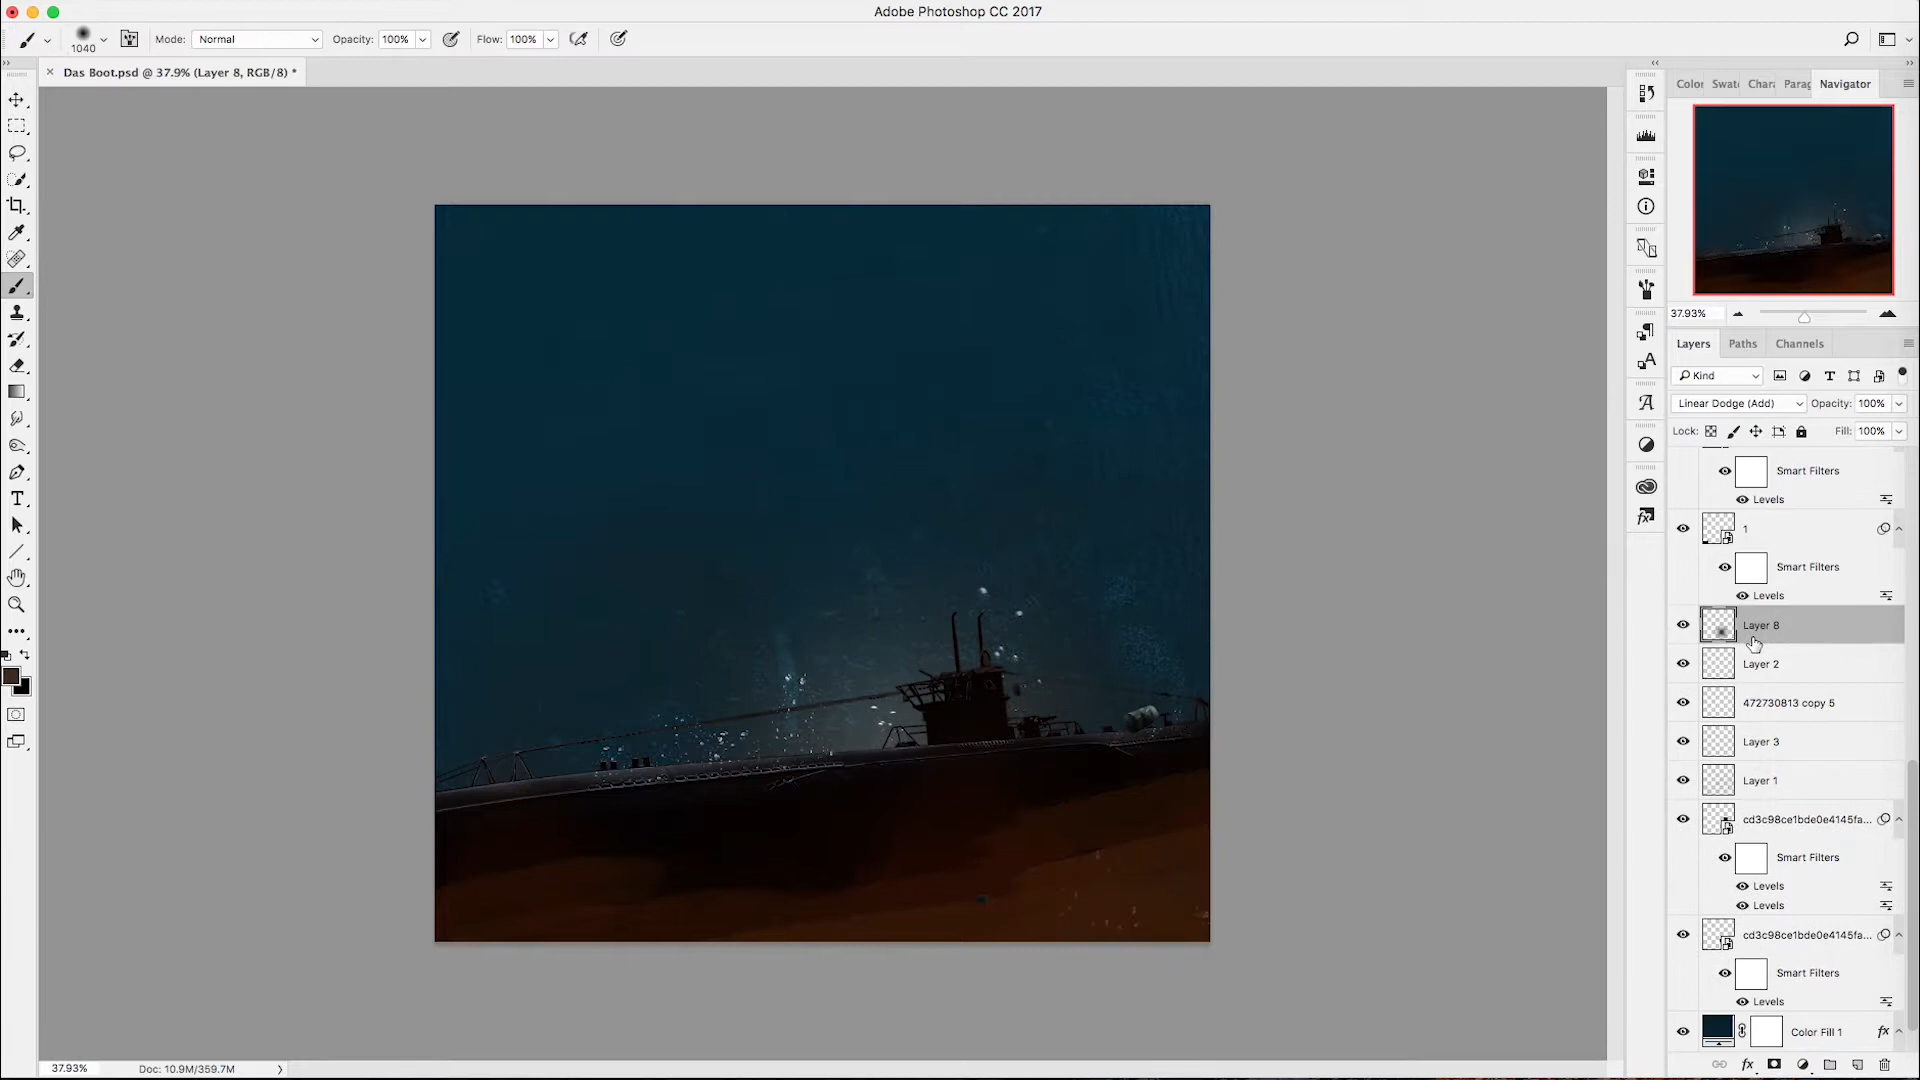 Adobe Photoshop CC 2017
1040
Mode: Normal
Opacity: 100%
Flow: 100%
Das Boot.psd @ 37.9% (Layer 8, RGB/8) *
Color
Swatc
Chara
Parag
Navigator
37.93%
Layers
Paths
Channels
Kind
Linear Dodge (Add)
Opacity: 100%
Lock:
Fill: 100%
Smart Filters
Levels
1
Smart Filters
Levels
Layer 8
Layer 2
472730813 copy 5
Layer 3
Layer 1
cd3c98ce1bde0e4145fa...
Smart Filters
Levels
Levels
cd3c98ce1bde0e4145fa...
Smart Filters
Levels
Color Fill 1
fx
37.93%
Doc: 10.9M/359.7M